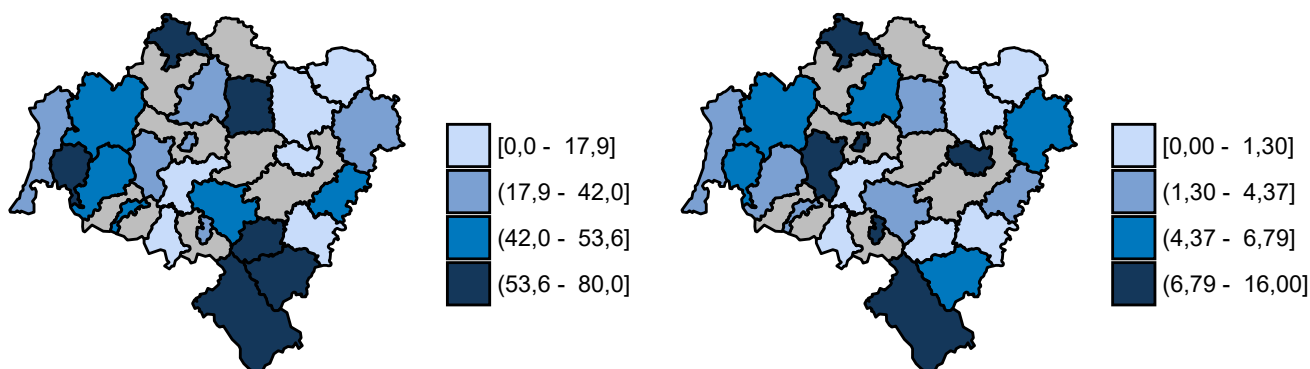 [0,0 -  17,9]
(17,9 -  42,0]
(42,0 -  53,6]
(53,6 -  80,0]
[0,00 -  1,30]
(1,30 -  4,37]
(4,37 -  6,79]
(6,79 -  16,00]